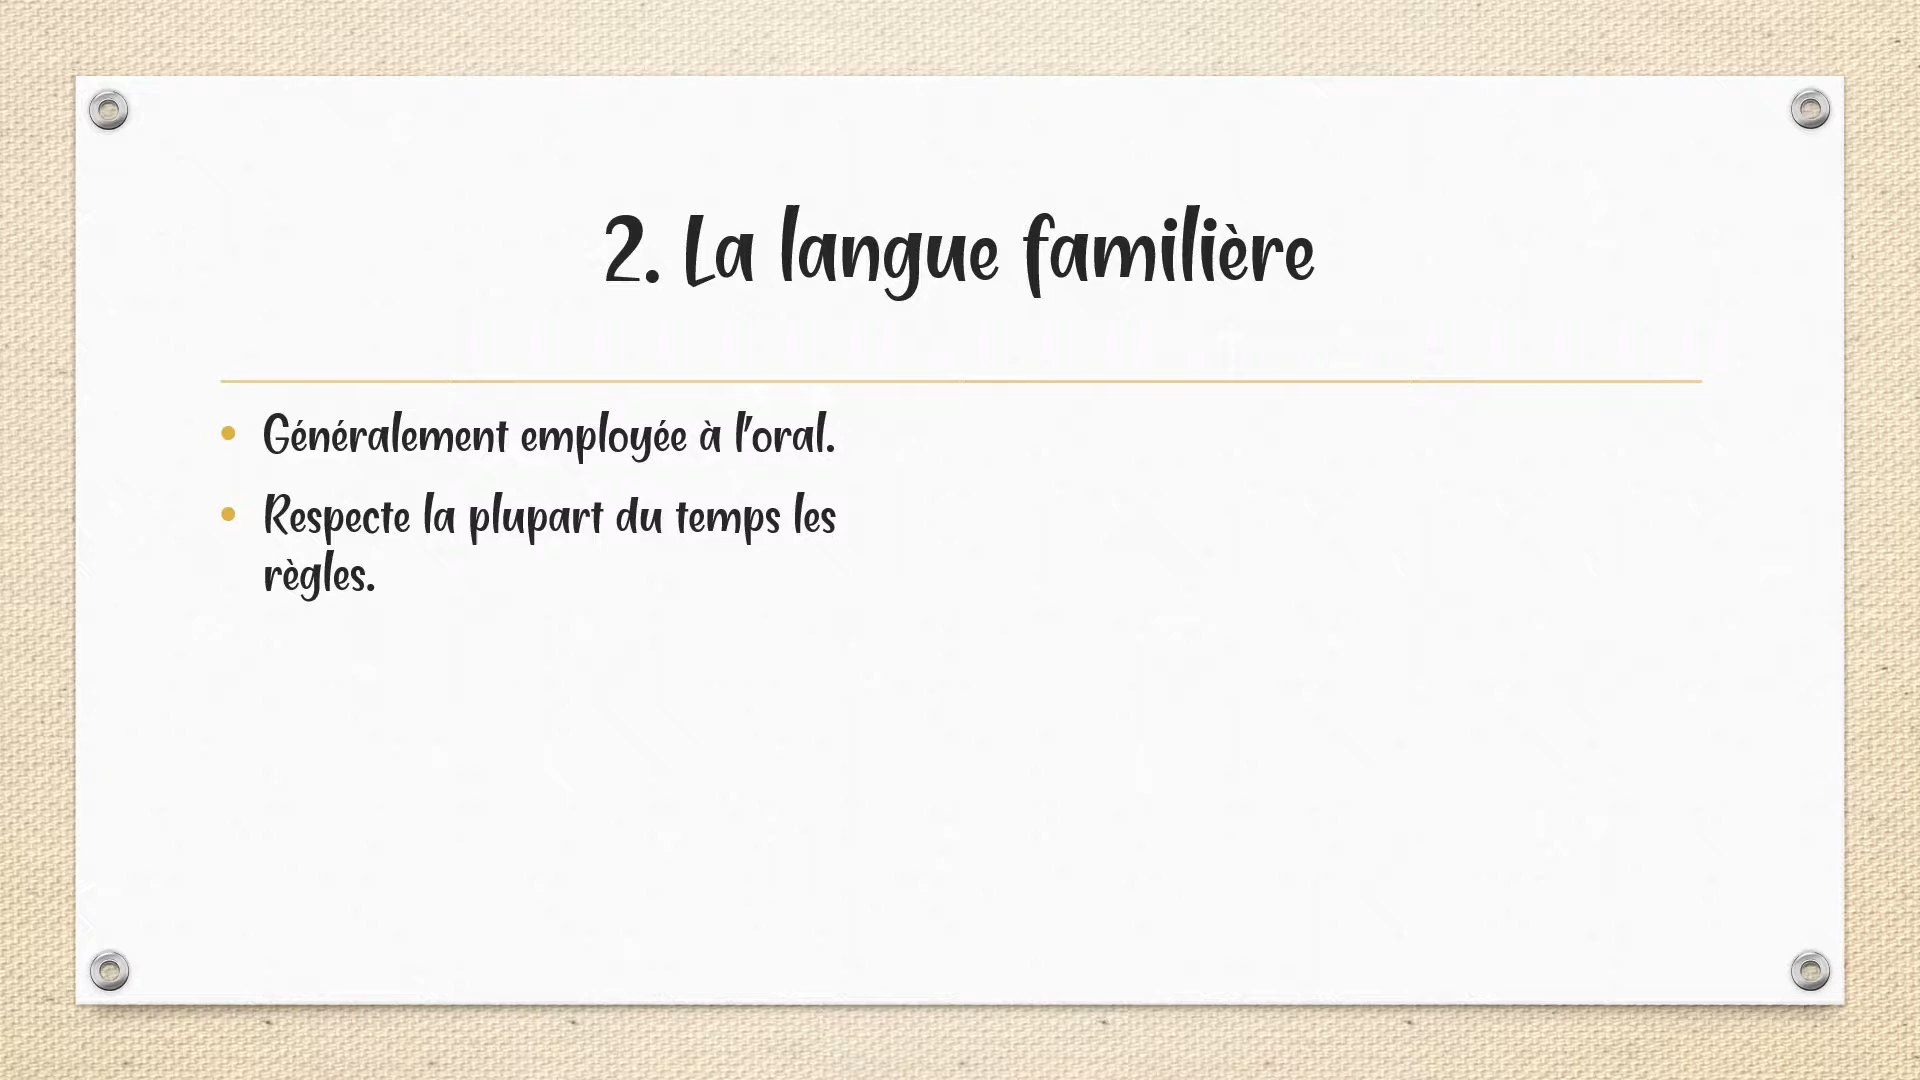 2. La langue familière
• Généralement employée à l'oral.
• Respecte la plupart du temps les
règles.